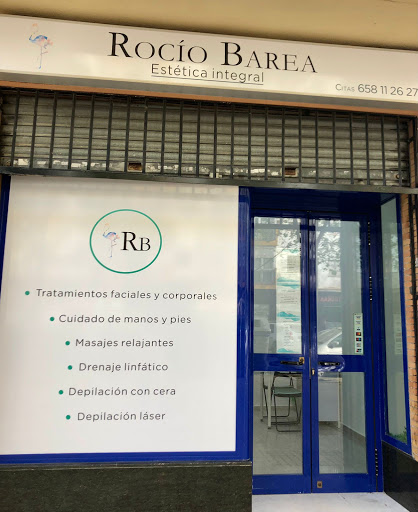 Rocío Barea
Estética integral
Citas 658 11 26 27
RB
• Tratamientos faciales y corporales
• Cuidado de manos y pies
• Masajes relajantes
• Drenaje linfático
• Depilación con cera
• Depilación láser